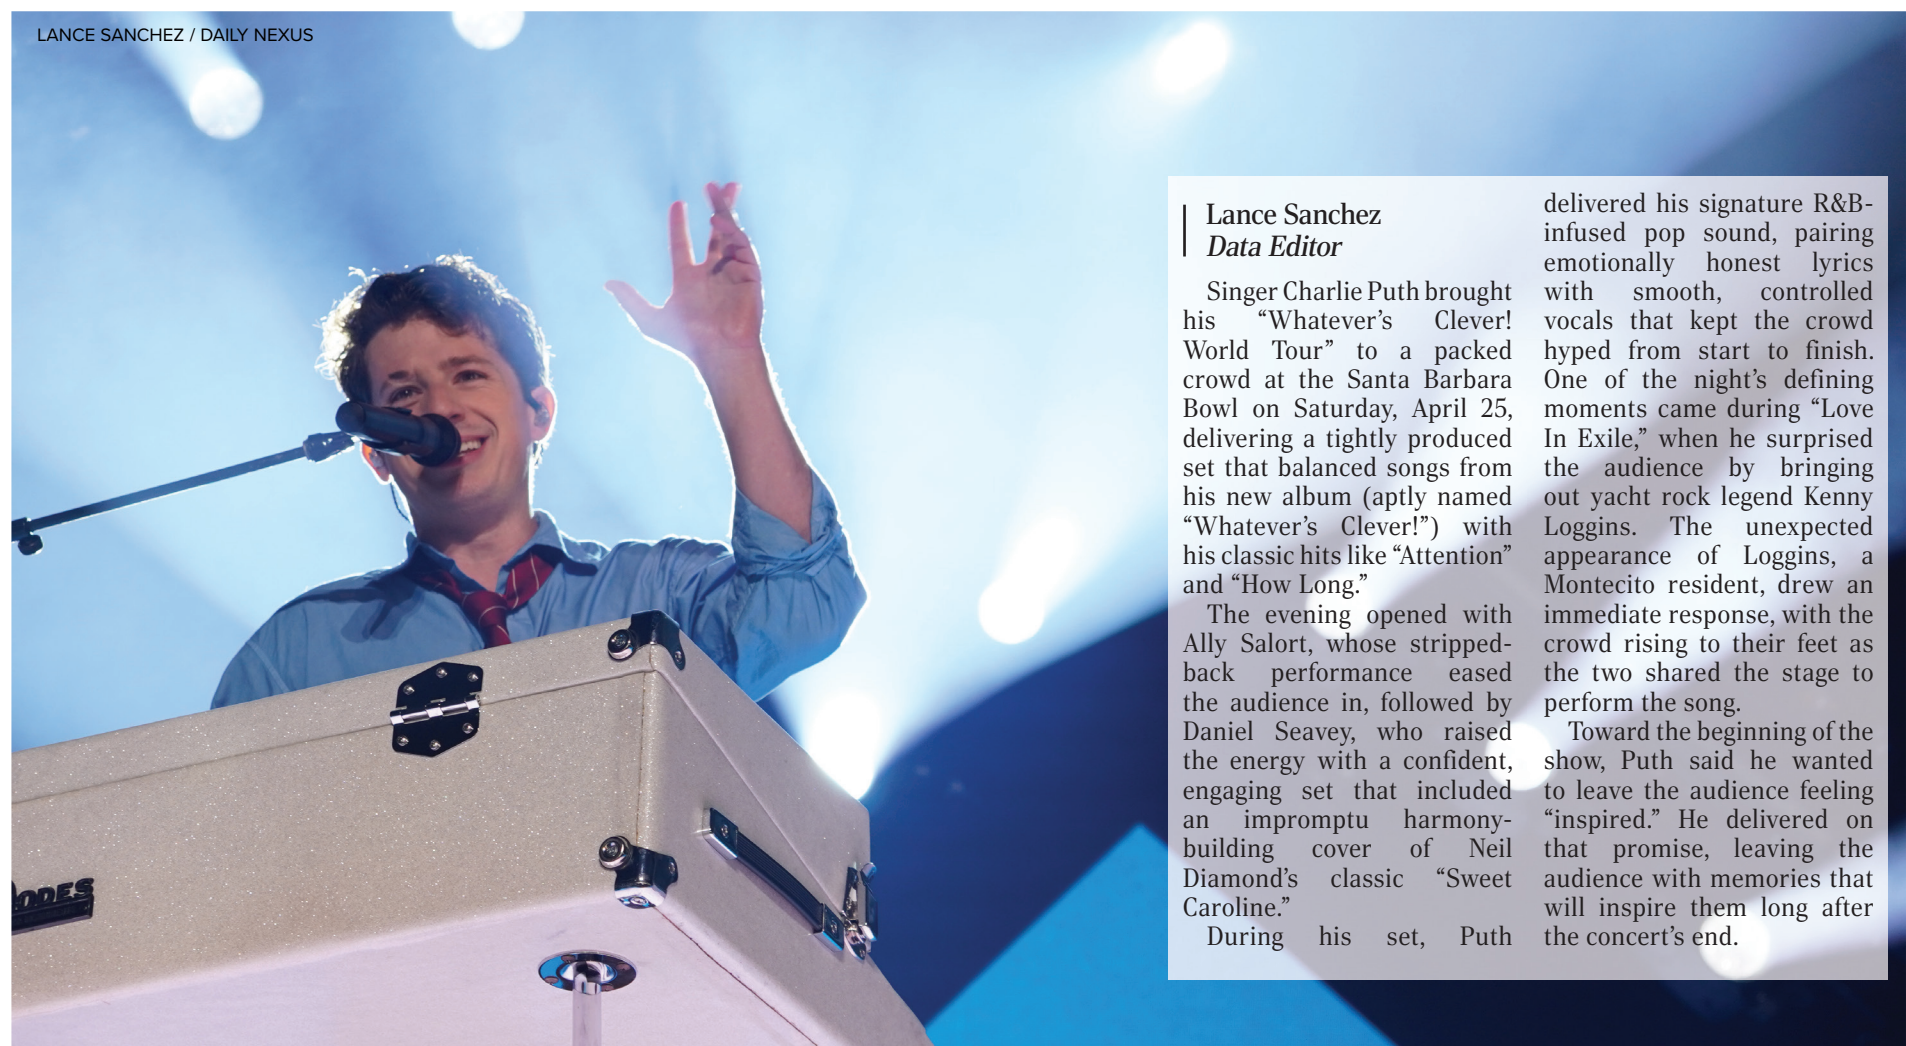 LANCE SANCHEZ / DAILY NEXUS
Lance Sanchez
Data Editor
Singer Charlie Puth brought
his “Whatever’s Clever!
World Tour” to a packed
crowd at the Santa Barbara
Bowl on Saturday, April 25,
delivering a tightly produced
set that balanced songs from
his new album (aptly named
“Whatever’s Clever!”) with
his classic hits like “Attention”
and “How Long.”
The evening opened with
Ally Salort, whose stripped-
back performance eased
the audience in, followed by
Daniel Seavey, who raised
the energy with a confident,
engaging set that included
an impromptu harmony-
building cover of Neil
Diamond’s classic “Sweet
Caroline.”
During his set, Puth
delivered his signature R&B-
infused pop sound, pairing
emotionally honest lyrics
with smooth, controlled
vocals that kept the crowd
hyped from start to finish.
One of the night’s defining
moments came during “Love
In Exile,” when he surprised
the audience by bringing
out yacht rock legend Kenny
Loggins. The unexpected
appearance of Loggins, a
Montecito resident, drew an
immediate response, with the
crowd rising to their feet as
the two shared the stage to
perform the song.
Toward the beginning of the
show, Puth said he wanted
to leave the audience feeling
“inspired.” He delivered on
that promise, leaving the
audience with memories that
will inspire them long after
the concert’s end.